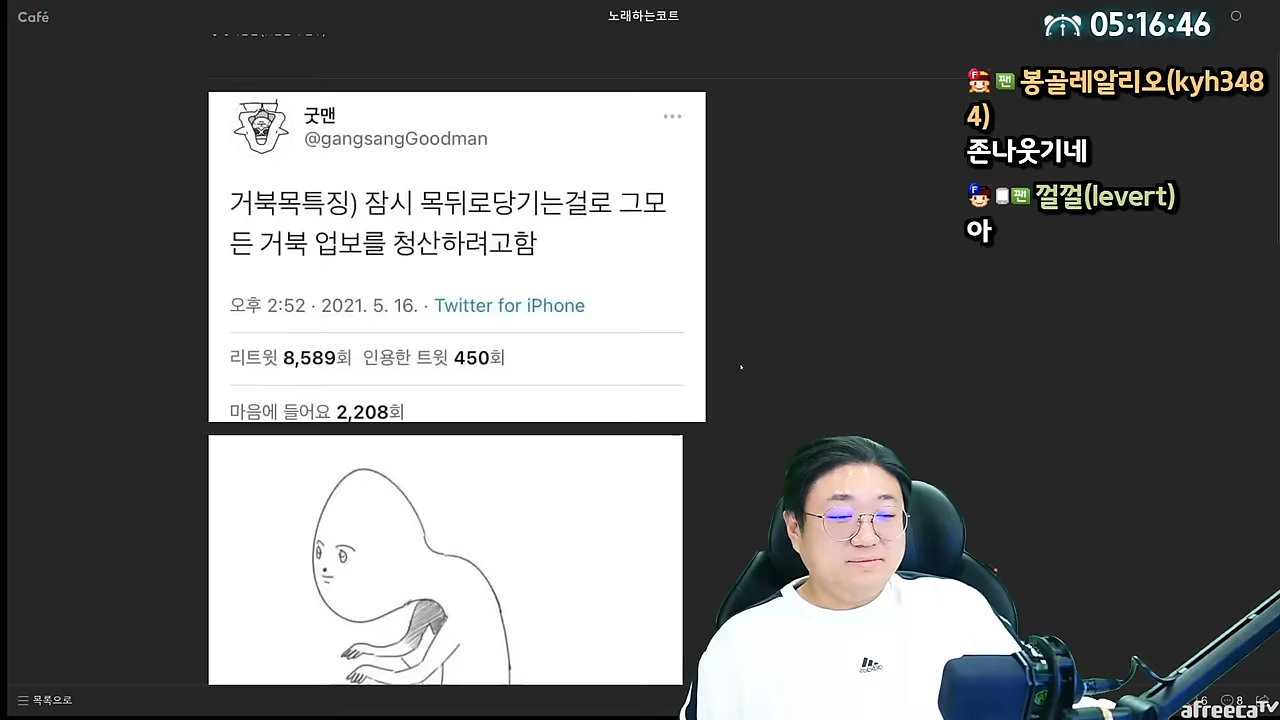 Café
노래하는코트
05:16:46
굿맨
@gangsangGoodman
거북목특징) 잠시 목뒤로당기는걸로 그모
든 거북 업보를 청산하려고함
오후 2:52 · 2021. 5. 16. · Twitter for iPhone
리트윗 8,589회 인용한 트윗 450회
마음에 들어요 2,208회
F 팬 봉골레알리오(kyh348
4)
존나웃기네
F 팬 껄껄(levert)
아
목록으로
6 8
afreecaTV